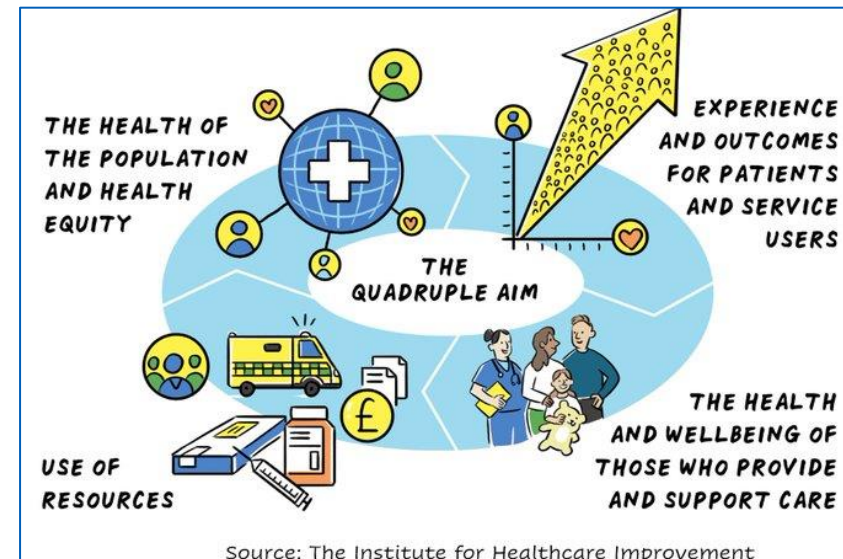 THE HEALTH OF
THE POPULATION
AND HEALTH
EQUITY
EXPERIENCE
AND OUTCOMES
FOR PATIENTS
AND SERVICE
USERS
THE
QUADRUPLE AIM
£
USE OF
RESOURCES
THE HEALTH
AND WELLBEING OF
THOSE WHO PROVIDE
AND SUPPORT CARE
Source: The Institute for Healthcare Improvement